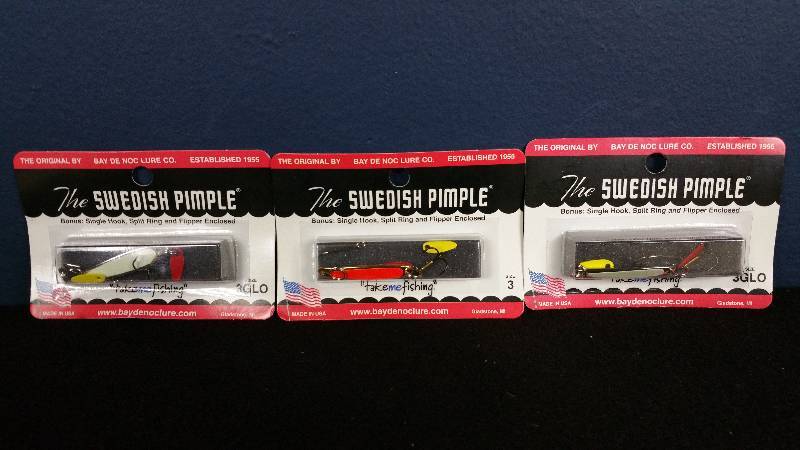 THE ORIGINAL BY BAY DE NOC LURE CO. ESTABLISHED 1955
The SWEDISH PIMPLE®
Bonus: Single Hook, Split Ring and Flipper Enclosed
SIZE
3GLO
"takemefishing"
MADE IN USA www.baydenoclure.com Gladstone, MI
THE ORIGINAL BY BAY DE NOC LURE CO. ESTABLISHED 1955
The SWEDISH PIMPLE®
Bonus: Single Hook, Split Ring and Flipper Enclosed
SIZE
3
"takemefishing"
MADE IN USA www.baydenoclure.com Gladstone, MI
THE ORIGINAL BY BAY DE NOC LURE CO. ESTABLISHED 1955
The SWEDISH PIMPLE®
Bonus: Single Hook, Split Ring and Flipper Enclosed
3GLO
"takemefishing"
MADE IN USA www.baydenoclure.com Gladstone, MI